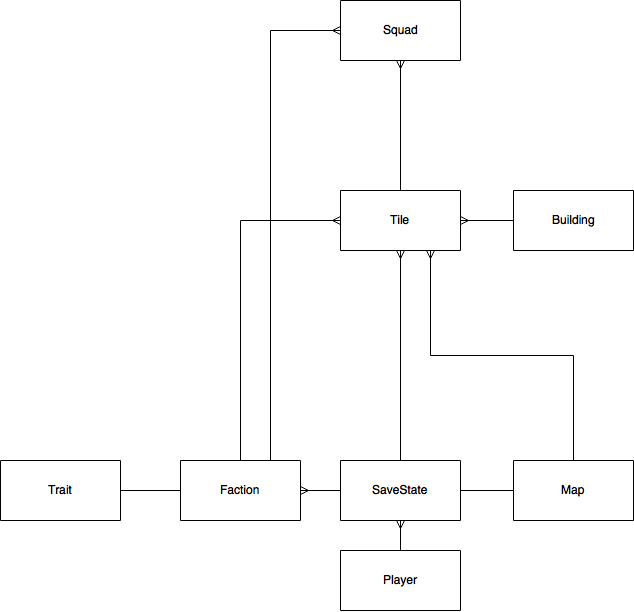 Squad
Tile
Building
Trait
Faction
SaveState
Map
Player